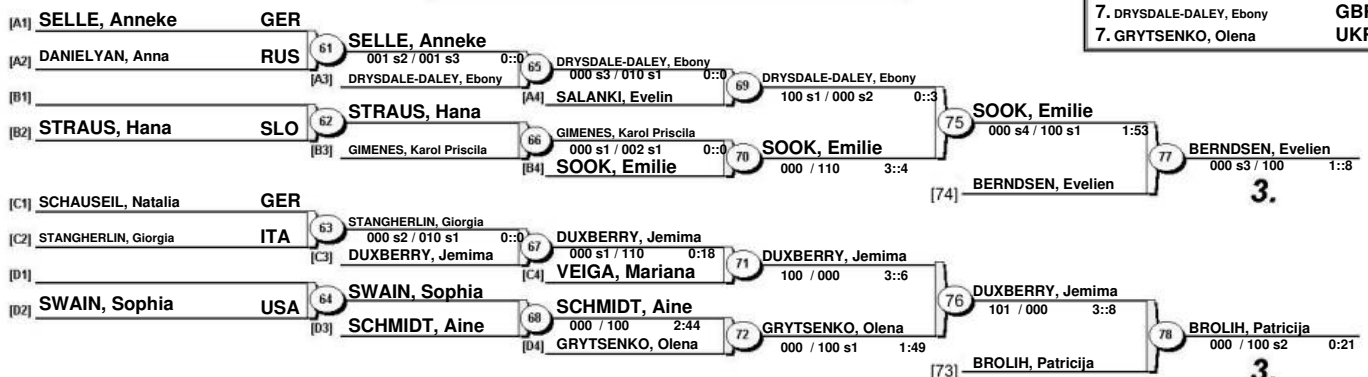 7. DRYSDALE-DALEY, Ebony GBR
7. GRYTSENKO, Olena UKR
[A1] SELLE, Anneke GER
[A2] DANIELYAN, Anna RUS
61 SELLE, Anneke
001 s2 / 001 s3 0::0
[A3] DRYSDALE-DALEY, Ebony
[B1]
[B2] STRAUS, Hana SLO
62 STRAUS, Hana
[B3] GIMENES, Karol Priscila
65 DRYSDALE-DALEY, Ebony
000 s3 / 010 s1 0::0
[A4] SALANKI, Evelin
66 GIMENES, Karol Priscila
000 s1 / 002 s1 0::0
[B4] SOOK, Emilie
69 DRYSDALE-DALEY, Ebony
100 s1 / 000 s2 0::3
70 SOOK, Emilie
000 / 110 3::4
75 SOOK, Emilie
000 s4 / 100 s1 1:53
[74] BERNDSEN, Evelien
77 BERNDSEN, Evelien
000 s3 / 100 1::8
3.
[C1] SCHAUSEIL, Natalia GER
[C2] STANGHERLIN, Giorgia ITA
63 STANGHERLIN, Giorgia
000 s2 / 010 s1 0::0
[C3] DUXBERRY, Jemima
[D1]
[D2] SWAIN, Sophia USA
64 SWAIN, Sophia
[D3] SCHMIDT, Aine
67 DUXBERRY, Jemima
000 s1 / 110 0:18
[C4] VEIGA, Mariana
68 SCHMIDT, Aine
000 / 100 2:44
[D4] GRYTSENKO, Olena
71 DUXBERRY, Jemima
100 / 000 3::6
72 GRYTSENKO, Olena
000 / 100 s1 1:49
76 DUXBERRY, Jemima
101 / 000 3::8
[73] BROLIH, Patricija
78 BROLIH, Patricija
000 / 100 s2 0:21
3.